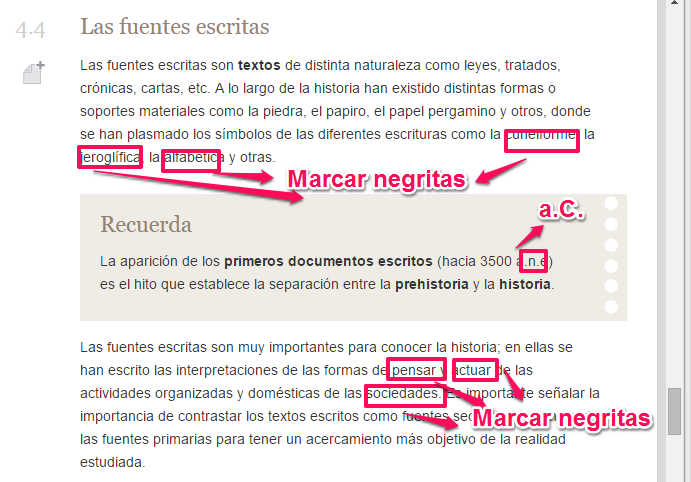 4.4 Las fuentes escritas
Las fuentes escritas son textos de distinta naturaleza como leyes, tratados,
crónicas, cartas, etc. A lo largo de la historia han existido distintas formas o
soportes materiales como la piedra, el papiro, el papel pergamino y otros, donde
se han plasmado los símbolos de las diferentes escrituras como la cuneiforme, la
jeroglífica, la alfabética y otras.
Marcar negritas
a.C.
Recuerda
La aparición de los primeros documentos escritos (hacia 3500 a.n.e)
es el hito que establece la separación entre la prehistoria y la historia.
Las fuentes escritas son muy importantes para conocer la historia; en ellas se
han escrito las interpretaciones de las formas de pensar y actuar de las
actividades organizadas y domésticas de las sociedades. Es importante señalar la
importancia de contrastar los textos escritos como fuentes
Marcar negritas
las fuentes primarias para tener un acercamiento más objetivo de la realidad
estudiada.